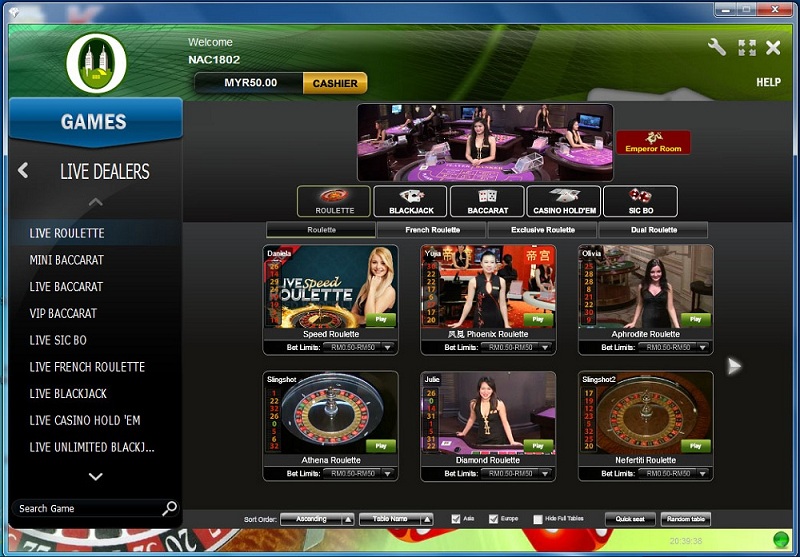 Welcome
NAC1802
MYR50.00
CASHIER
HELP
GAMES
LIVE DEALERS
LIVE ROULETTE
MINI BACCARAT
LIVE BACCARAT
VIP BACCARAT
LIVE SIC BO
LIVE FRENCH ROULETTE
LIVE BLACKJACK
LIVE CASINO HOLD 'EM
LIVE UNLIMITED BLACKJ...
Search Game
Emperor Room
ROULETTE
BLACKJACK
BACCARAT
CASINO HOLD'EM
SIC BO
Roulette
French Roulette
Exclusive Roulette
Dual Roulette
Daniela
LIVE Speed
ROULETTE
Play
Speed Roulette
Bet Limits: RM0.50-RM50
Yujia
帝宮
Play
Phoenix Roulette
Bet Limits: RM0.50-RM50
Olivia
Play
Aphrodite Roulette
Bet Limits: RM0.50-RM50
Slingshot
Play
Athena Roulette
Bet Limits: RM0.50-RM50
Julie
Play
Diamond Roulette
Bet Limits: RM0.50-RM50
Slingshot2
Play
Nefertiti Roulette
Bet Limits: RM0.50-RM50
Sort Order: Ascending Table Name Asia Europe Hide Full Tables Quick seat Random table
20:39:38